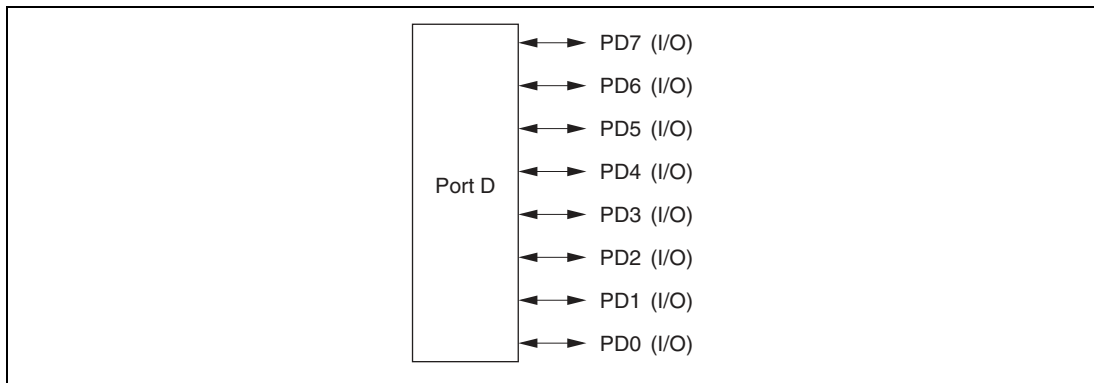 PD7 (I/O)
PD6 (I/O)
PD5 (I/O)
PD4 (I/O)
Port D
PD3 (I/O)
PD2 (I/O)
PD1 (I/O)
PD0 (I/O)